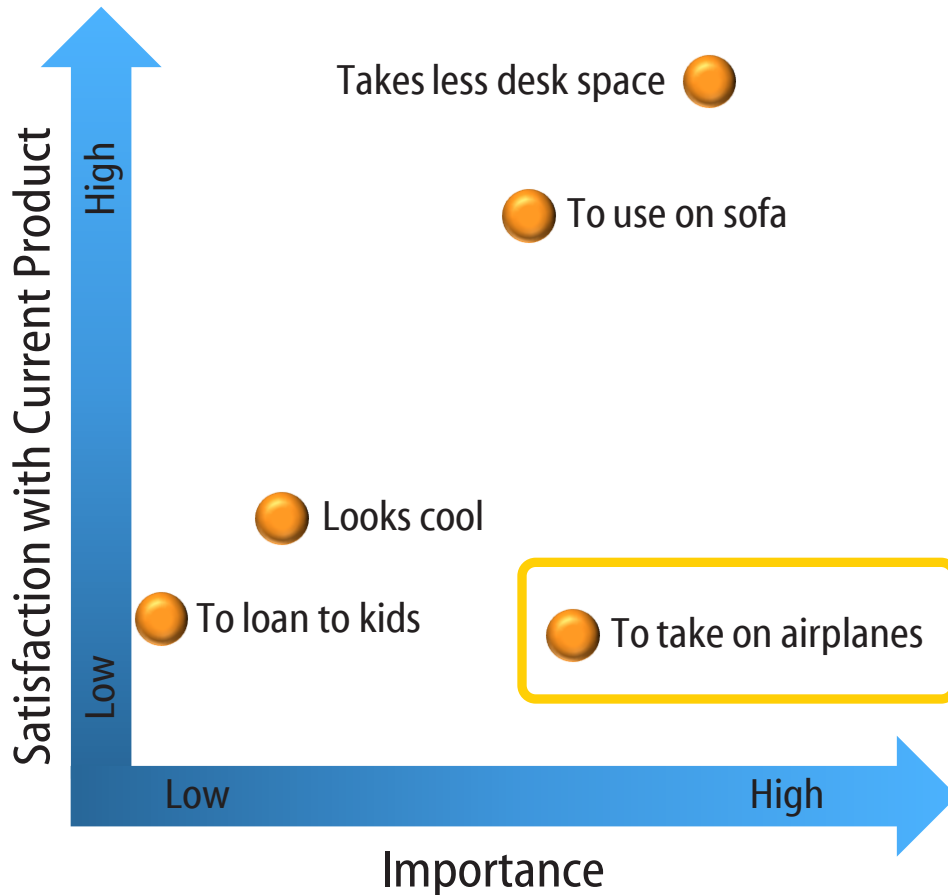 Takes less desk space
High
To use on sofa
Satisfaction with Current Product
Looks cool
To loan to kids
To take on airplanes
Low
Low
High
Importance